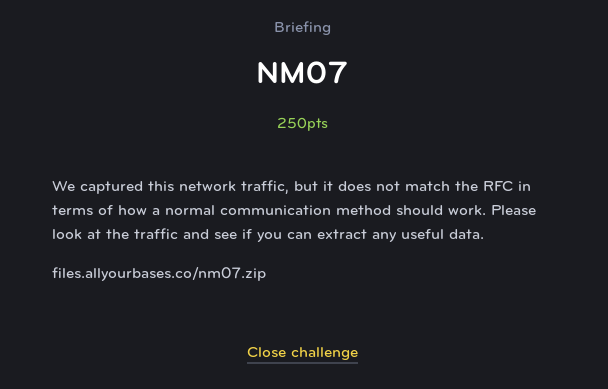 Briefing
NM07
250pts
We captured this network traffic, but it does not match the RFC in
terms of how a normal communication method should work. Please
look at the traffic and see if you can extract any useful data.
files.allyourbases.co/nm07.zip
Close challenge